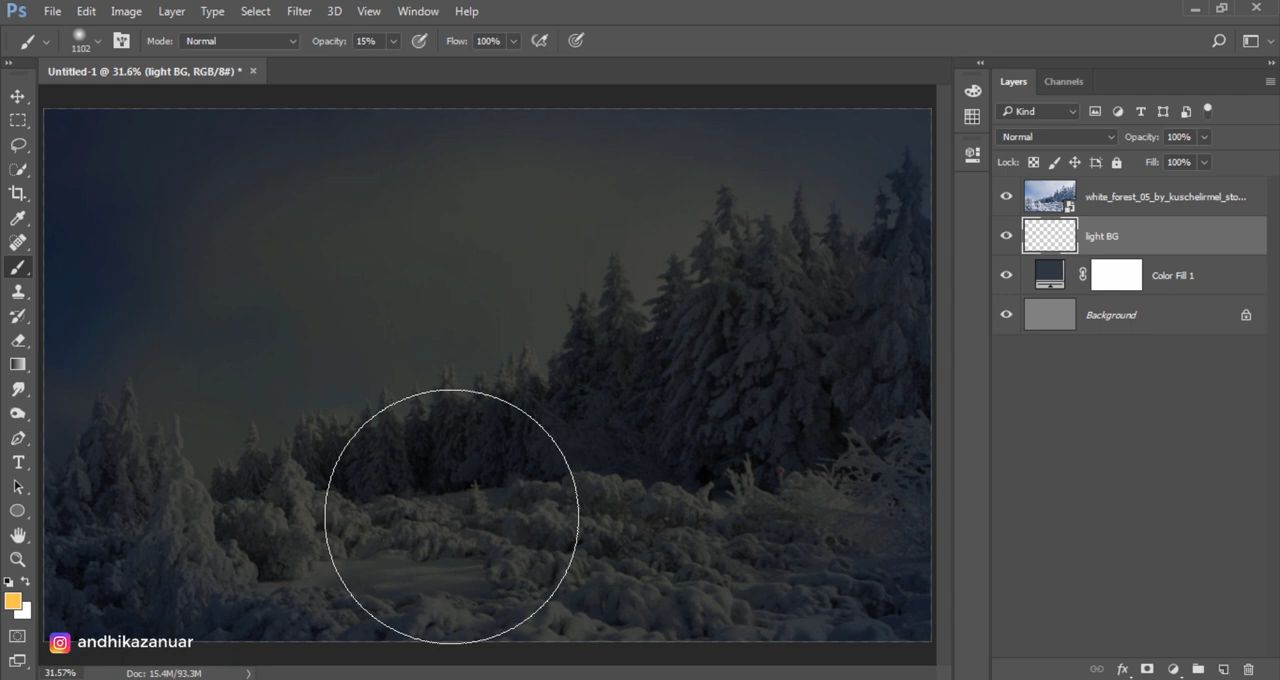 Ps File Edit Image Layer Type Select Filter 3D View Window Help
1102 Mode: Normal Opacity: 15% Flow: 100%
Untitled-1 @ 31.6% (light BG, RGB/8#) * ×
Layers Channels
Kind
Normal Opacity: 100%
Lock: Fill: 100%
white_forest_05_by_kuschelirmel_sto...
light BG
Color Fill 1
Background
andhikazanuar
31.57% Doc: 15.4M/93.3M
fx